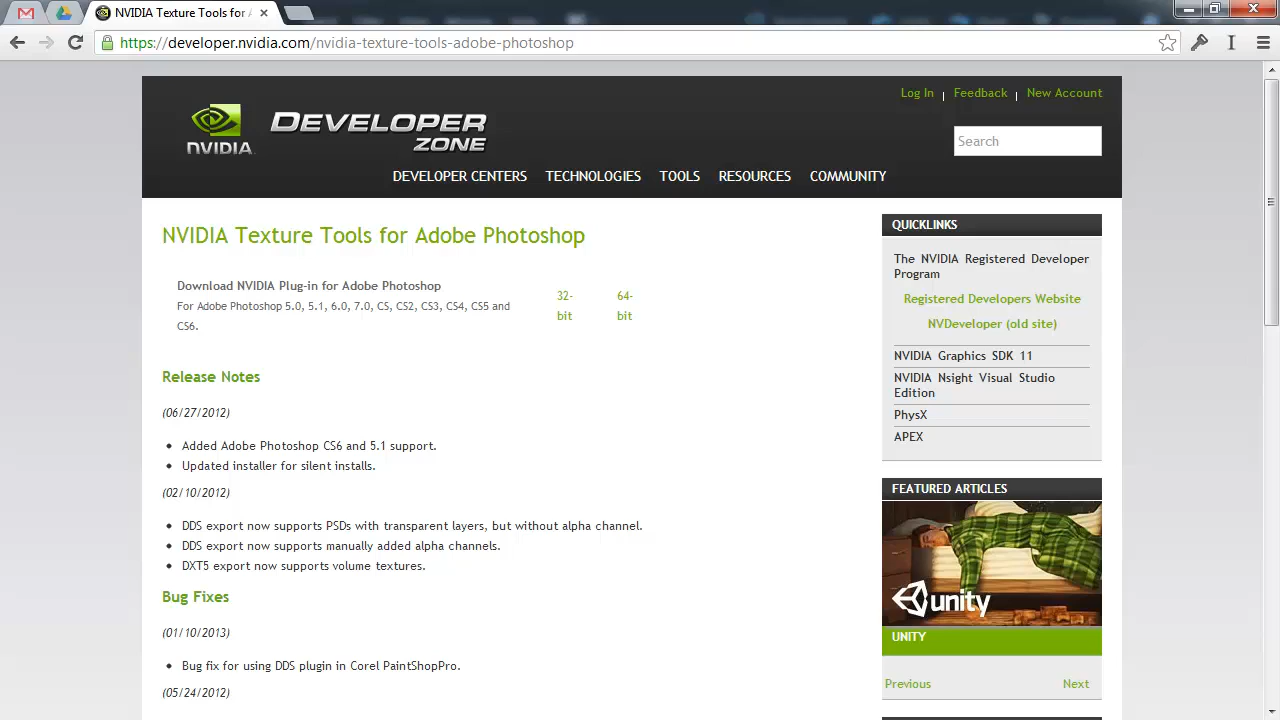 NVIDIA Texture Tools for A
https://developer.nvidia.com/nvidia-texture-tools-adobe-photoshop
Log In | Feedback | New Account
NVIDIA
DEVELOPER
ZONE
Search
DEVELOPER CENTERS TECHNOLOGIES TOOLS RESOURCES COMMUNITY
NVIDIA Texture Tools for Adobe Photoshop
Download NVIDIA Plug-in for Adobe Photoshop
For Adobe Photoshop 5.0, 5.1, 6.0, 7.0, CS, CS2, CS3, CS4, CS5 and
CS6.
32-
bit
64-
bit
Release Notes
(06/27/2012)
• Added Adobe Photoshop CS6 and 5.1 support.
• Updated installer for silent installs.
(02/10/2012)
• DDS export now supports PSDs with transparent layers, but without alpha channel.
• DDS export now supports manually added alpha channels.
• DXT5 export now supports volume textures.
Bug Fixes
(01/10/2013)
• Bug fix for using DDS plugin in Corel PaintShopPro.
(05/24/2012)
QUICKLINKS
The NVIDIA Registered Developer
Program
Registered Developers Website
NVDeveloper (old site)
NVIDIA Graphics SDK 11
NVIDIA Nsight Visual Studio
Edition
PhysX
APEX
FEATURED ARTICLES
unity
UNITY
Previous Next